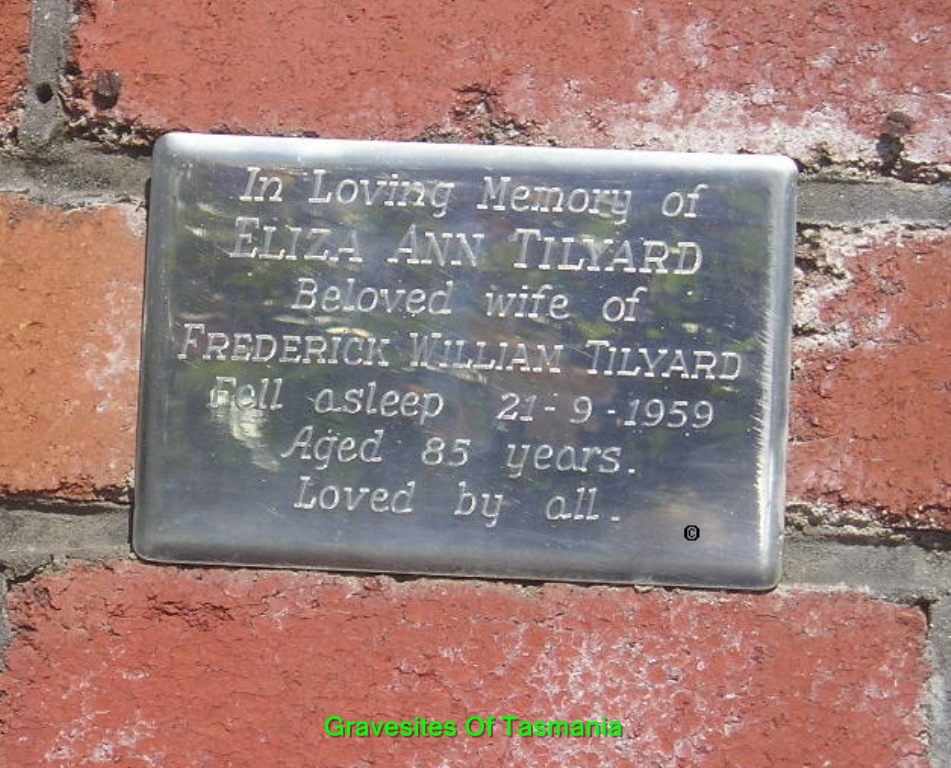 In Loving Memory of
ELIZA ANN TILYARD
Beloved wife of
FREDERICK WILLIAM TILYARD
Fell asleep 21-9-1959
Aged 85 years.
Loved by all.
©
Gravesites Of Tasmania